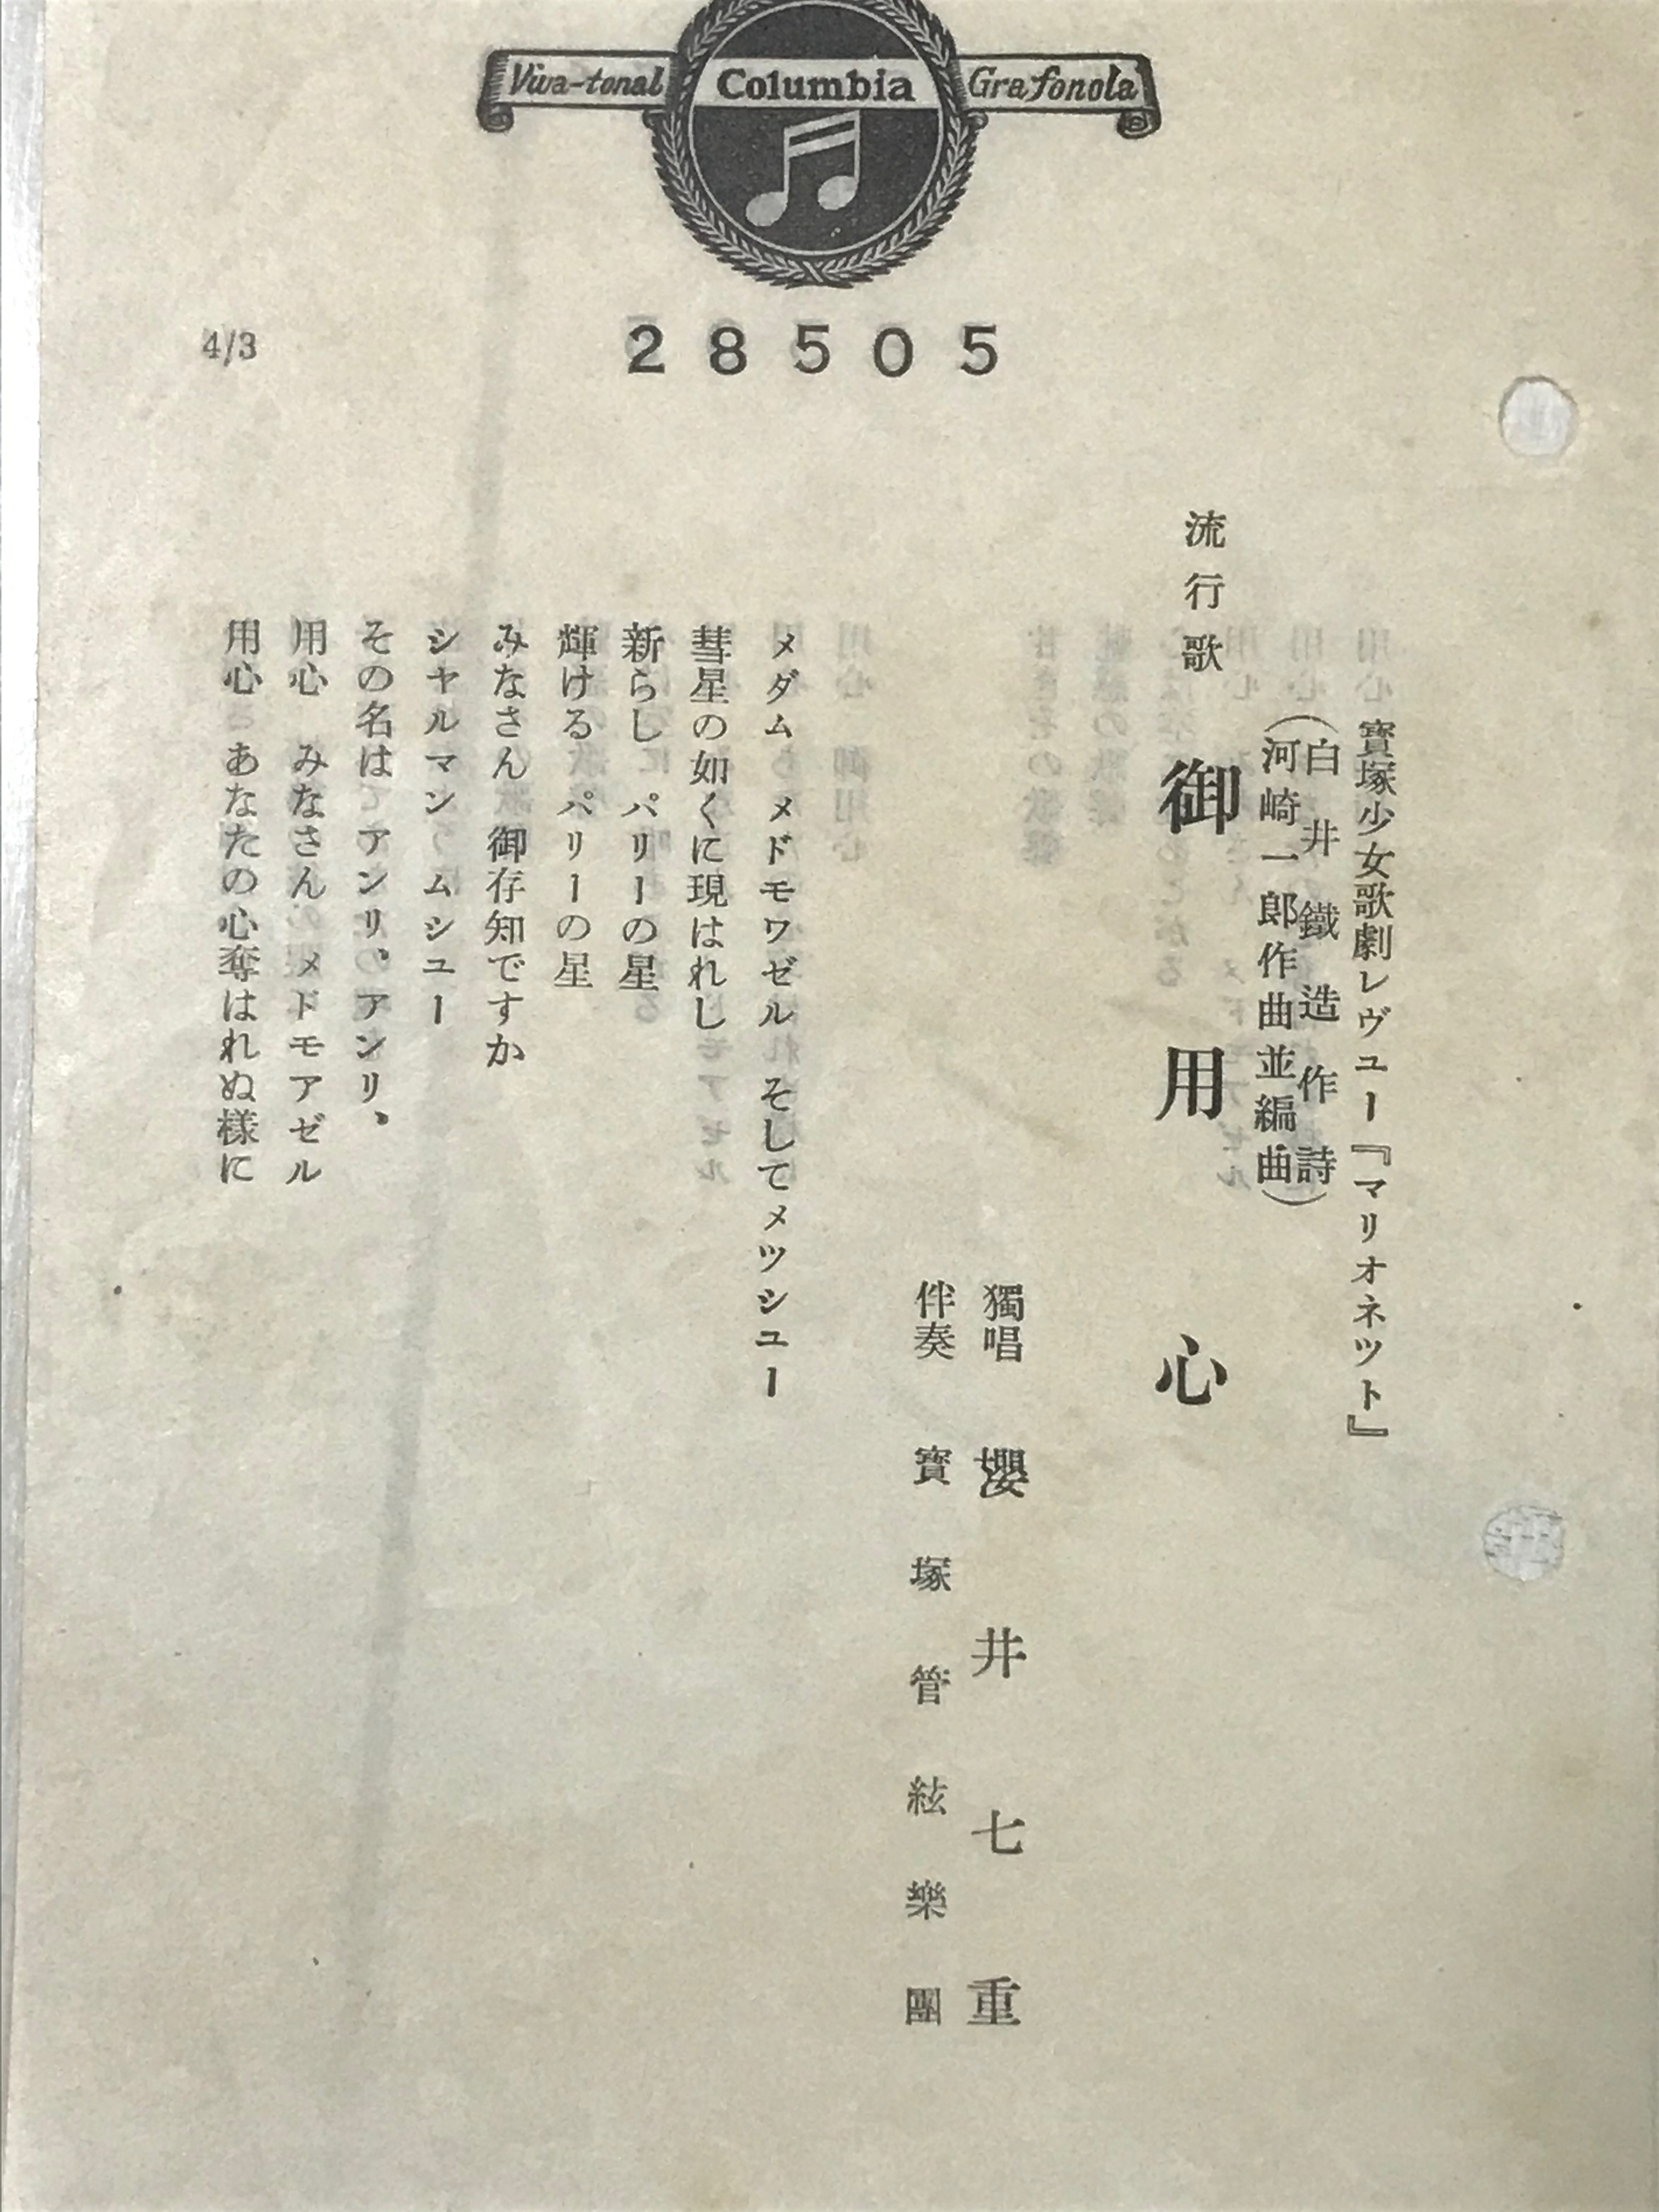 Viva-tonal Columbia Grafonola
28505
4/3
寶塚少女歌劇レヴユー『マリオネツト』
(白井鐵造作詩
河崎一郎作曲並編曲)
流行歌 御用心
獨唱 櫻井七重
伴奏 寶塚管絃樂團
メダム メドモワゼル そしてメツシユー
彗星の如くに現はれし
新らし パリーの星
輝ける パリーの星
みなさん 御存知ですか
シヤルマン ムシユー
その名は アンリ、アンリ、
用心 みなさん メドモアゼル
用心 あなたの心奪はれぬ様に